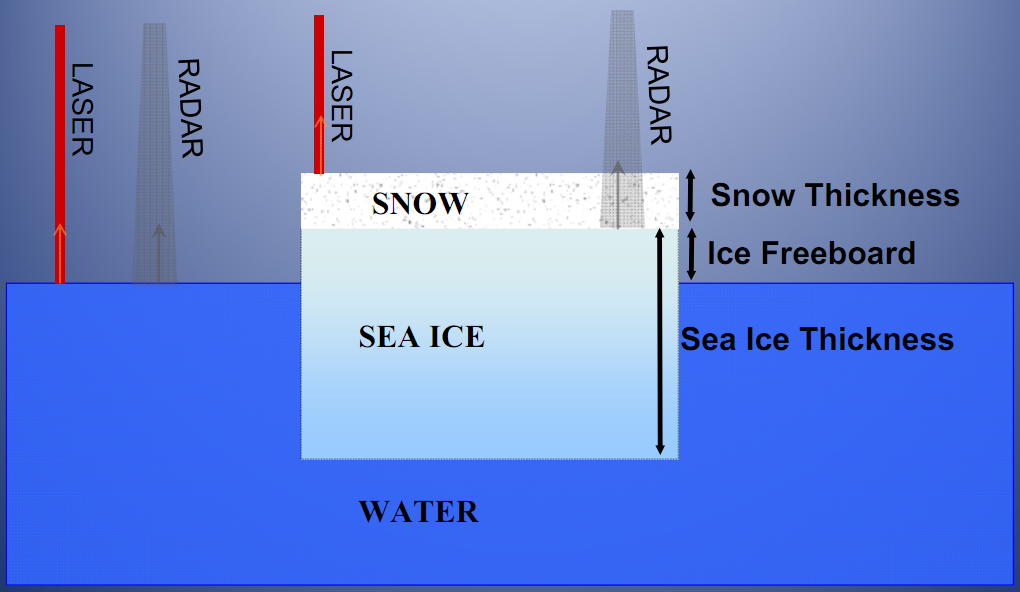 LASER
RADAR
LASER
RADAR
SNOW
Snow Thickness
Ice Freeboard
SEA ICE
Sea Ice Thickness
WATER